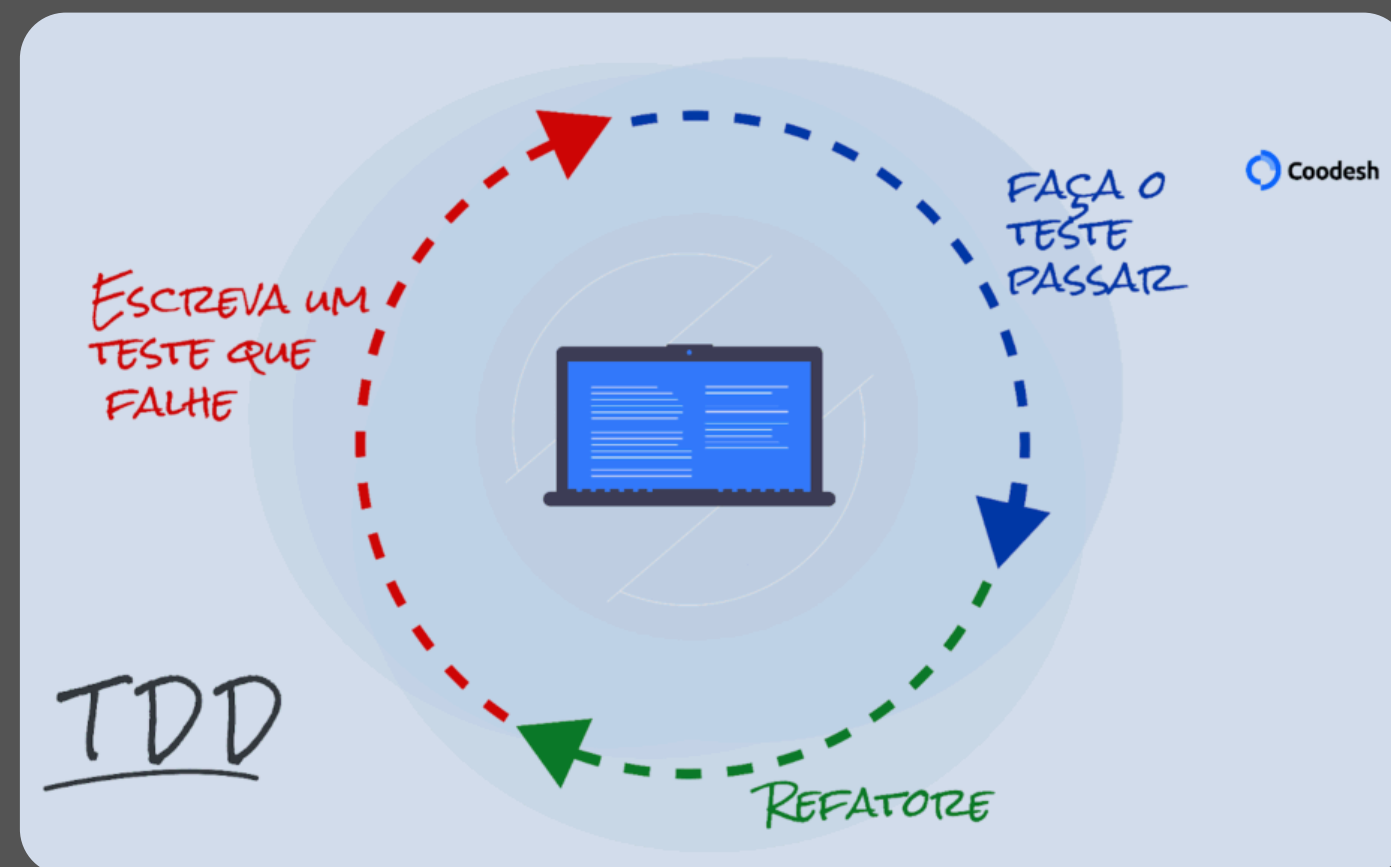 Escreva um
teste que
falhe
faça o
teste
passar
Coodesh
Refatore
TDD